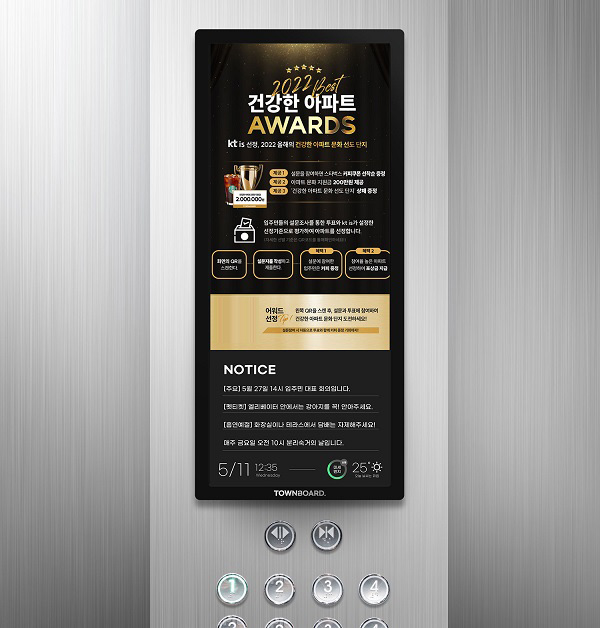 2022 Best
건강한 아파트
AWARDS
kt is 선정, 2022 올해의 건강한 아파트 문화 선도 단지
제공 1 설문을 참여하면 스타벅스 커피쿠폰 선착순 증정
제공 2 아파트 문화 지원금 200만원 제공
제공 3 '건강한 아파트 문화 선도 단지' 상패 증정
2,000,000
입주민들의 설문조사를 통한 투표와 kt is가 설정한
선정기준으로 평가하여 아파트를 선정합니다.
화면의 QR을
스캔한다.
설문지를 작성하고
제출한다.
혜택 1
설문에 참여한
입주민은 커피 증정
혜택 2
참여율 높은 아파트
선정하여 포상금 지급
어워드
선정 Tip!
왼쪽 QR을 스캔 후, 설문과 투표에 참여하여
건강한 아파트 문화 단지 도전하세요!
NOTICE
[주요] 5월 27일 14시 입주민 대표 회의입니다.
[펫티켓] 엘리베이터 안에서는 강아지를 꼭! 안아주세요.
[흡연예절] 화장실이나 테라스에서 담배는 자제해주세요!
매주 금요일 오전 10시 분리수거의 날입니다.
5/11 12:35
Wednesday
미세
먼지
25°
TOWNBOARD.
1 2 3 4